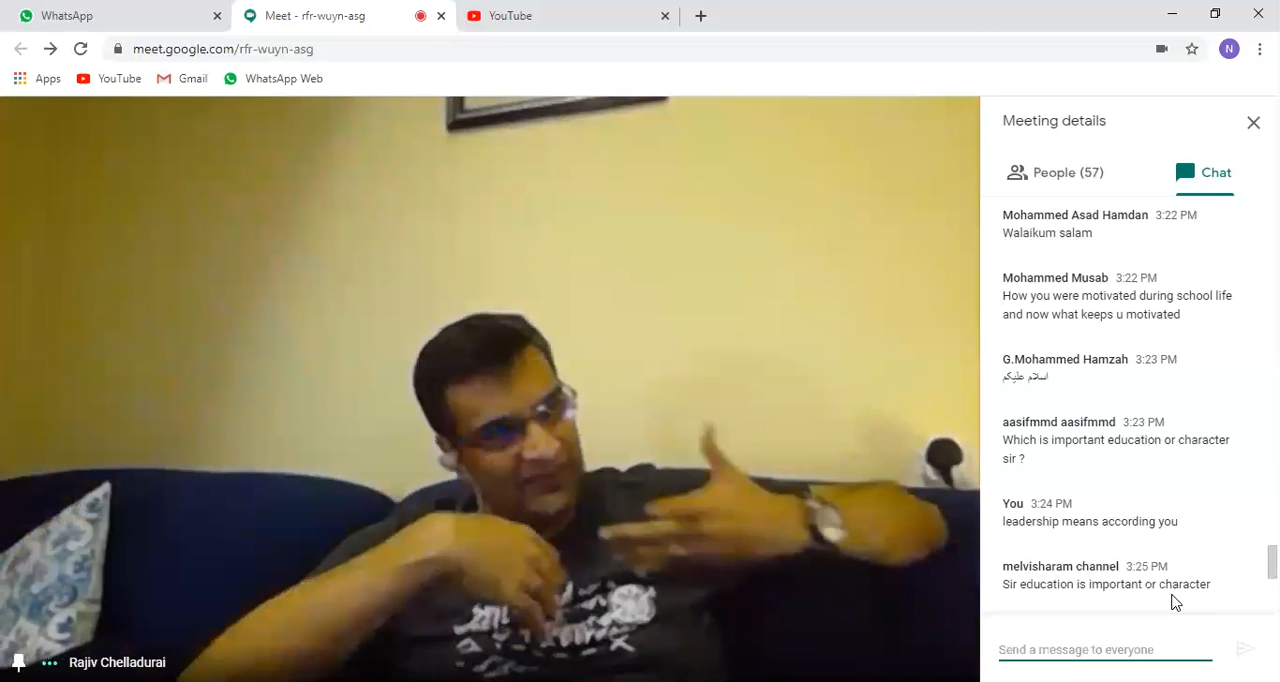 WhatsApp
Meet - rfr-wuyn-asg
YouTube
meet.google.com/rfr-wuyn-asg
N
Apps
YouTube
Gmail
WhatsApp Web
Meeting details
People (57)
Chat
Mohammed Asad Hamdan 3:22 PM
Walaikum salam
Mohammed Musab 3:22 PM
How you were motivated during school life
and now what keeps u motivated
G.Mohammed Hamzah 3:23 PM
اسلام علیکم
aasifmmd aasifmmd 3:23 PM
Which is important education or character
sir ?
You 3:24 PM
leadership means according you
melvisharam channel 3:25 PM
Sir education is important or character
Send a message to everyone
Rajiv Chelladurai